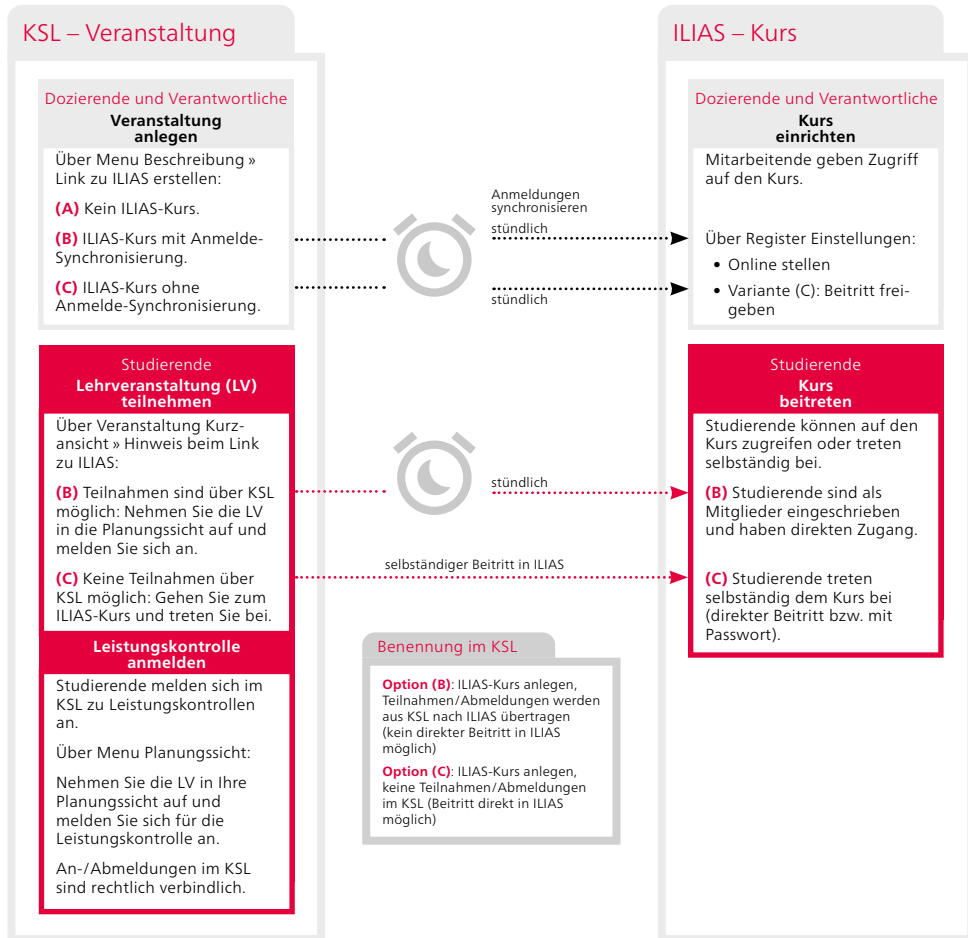 KSL – Veranstaltung
Dozierende und Verantwortliche
Veranstaltung
anlegen
Über Menu Beschreibung »
Link zu ILIAS erstellen:
(A) Kein ILIAS-Kurs.
(B) ILIAS-Kurs mit Anmelde-
Synchronisierung.
(C) ILIAS-Kurs ohne
Anmelde-Synchronisierung.
Studierende
Lehrveranstaltung (LV)
teilnehmen
Über Veranstaltung Kurz-
ansicht » Hinweis beim Link
zu ILIAS:
(B) Teilnahmen sind über KSL
möglich: Nehmen Sie die LV
in die Planungssicht auf und
melden Sie sich an.
(C) Keine Teilnahmen über
KSL möglich: Gehen Sie zum
ILIAS-Kurs und treten Sie bei.
Leistungskontrolle
anmelden
Studierende melden sich im
KSL zu Leistungskontrollen
an.
Über Menu Planungssicht:
Nehmen Sie die LV in Ihre
Planungssicht auf und
melden Sie sich für die
Leistungskontrolle an.
An-/Abmeldungen im KSL
sind rechtlich verbindlich.
Anmeldungen
synchronisieren
stündlich
stündlich
stündlich
selbständiger Beitritt in ILIAS
Benennung im KSL
Option (B): ILIAS-Kurs anlegen,
Teilnahmen/Abmeldungen werden
aus KSL nach ILIAS übertragen
(kein direkter Beitritt in ILIAS
möglich)
Option (C): ILIAS-Kurs anlegen,
keine Teilnahmen/Abmeldungen
im KSL (Beitritt direkt in ILIAS
möglich)
ILIAS – Kurs
Dozierende und Verantwortliche
Kurs
einrichten
Mitarbeitende geben Zugriff
auf den Kurs.
Über Register Einstellungen:
• Online stellen
• Variante (C): Beitritt frei-
geben
Studierende
Kurs
beitreten
Studierende können auf den
Kurs zugreifen oder treten
selbständig bei.
(B) Studierende sind als
Mitglieder eingeschrieben
und haben direkten Zugang.
(C) Studierende treten
selbständig dem Kurs bei
(direkter Beitritt bzw. mit
Passwort).